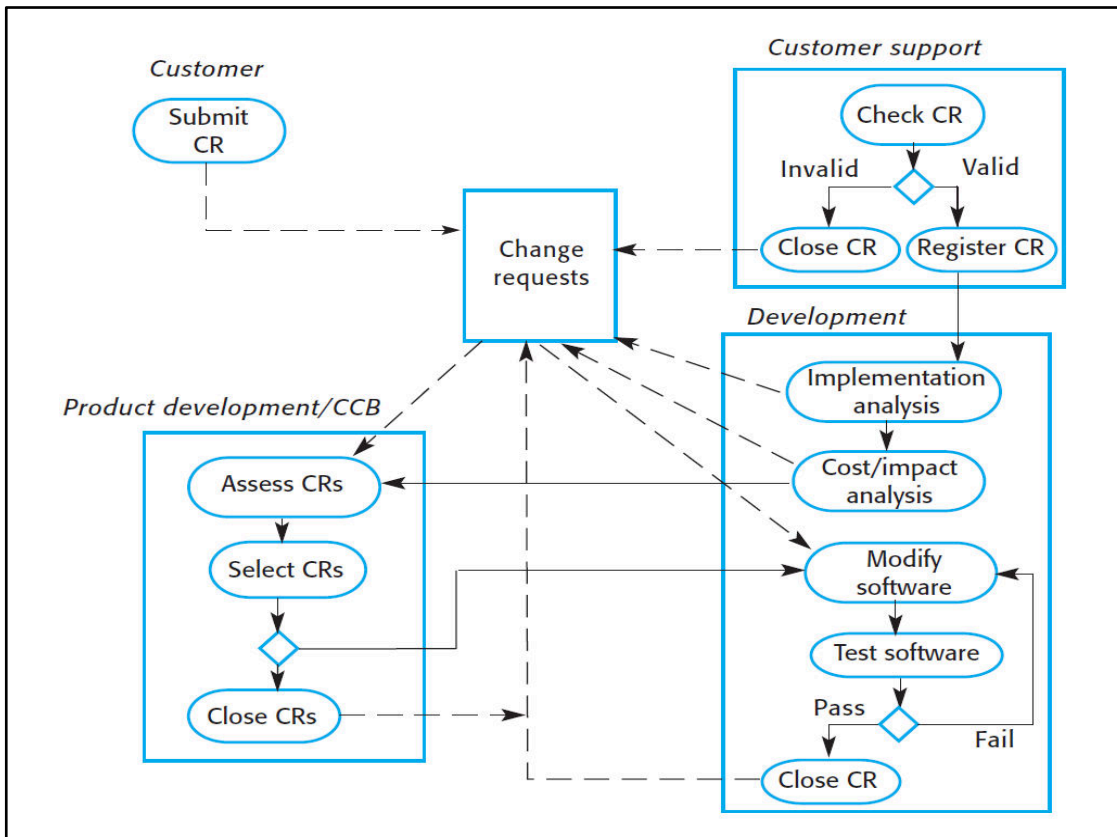 Customer
Submit
CR
Customer support
Check CR
Invalid
Valid
Close CR
Register CR
Change
requests
Development
Implementation
analysis
Cost/impact
analysis
Modify
software
Test software
Pass
Fail
Close CR
Product development/CCB
Assess CRs
Select CRs
Close CRs